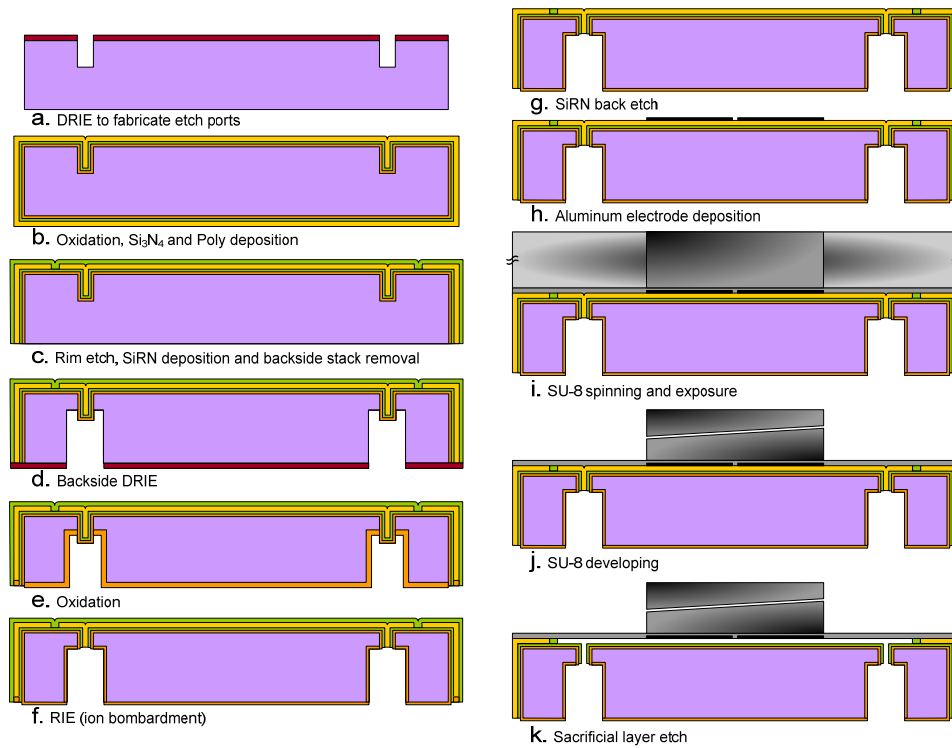 a. DRIE to fabricate etch ports
b. Oxidation, Si₃N₄ and Poly deposition
c. Rim etch, SiRN deposition and backside stack removal
d. Backside DRIE
e. Oxidation
f. RIE (ion bombardment)
g. SiRN back etch
h. Aluminum electrode deposition
i. SU-8 spinning and exposure
j. SU-8 developing
k. Sacrificial layer etch